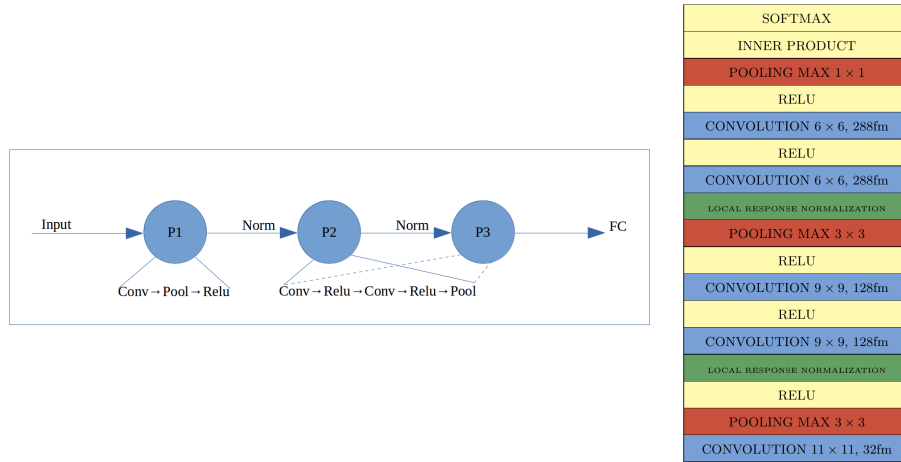 Input
P1
Norm
P2
Norm
P3
FC
Conv→Pool→Relu
Conv→Relu→Conv→Relu→Pool
SOFTMAX
INNER PRODUCT
POOLING MAX 1 × 1
RELU
CONVOLUTION 6 × 6, 288fm
RELU
CONVOLUTION 6 × 6, 288fm
LOCAL RESPONSE NORMALIZATION
POOLING MAX 3 × 3
RELU
CONVOLUTION 9 × 9, 128fm
RELU
CONVOLUTION 9 × 9, 128fm
LOCAL RESPONSE NORMALIZATION
RELU
POOLING MAX 3 × 3
CONVOLUTION 11 × 11, 32fm